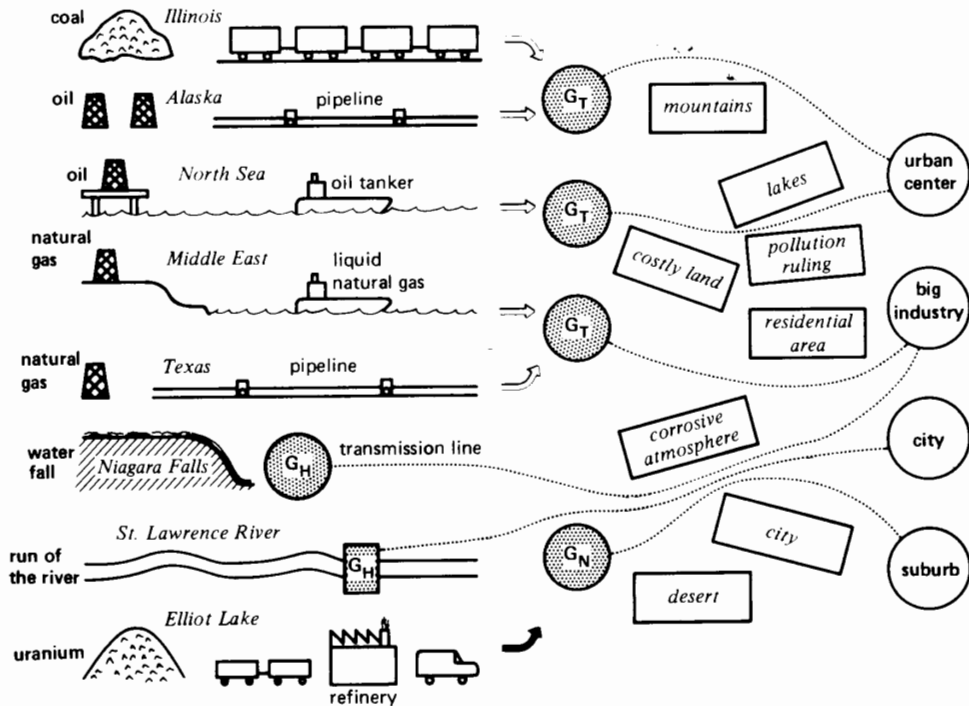 coal
Illinois
oil
Alaska
pipeline
G_T
mountains
oil
North Sea
oil tanker
G_T
lakes
urban
center
natural
gas
Middle East
liquid
natural gas
costly land
pollution
ruling
G_T
residential
area
big
industry
natural
gas
Texas
pipeline
water
fall
Niagara Falls
G_H
transmission line
corrosive
atmosphere
city
St. Lawrence River
run of
the river
G_H
G_N
city
desert
suburb
Elliot Lake
uranium
refinery